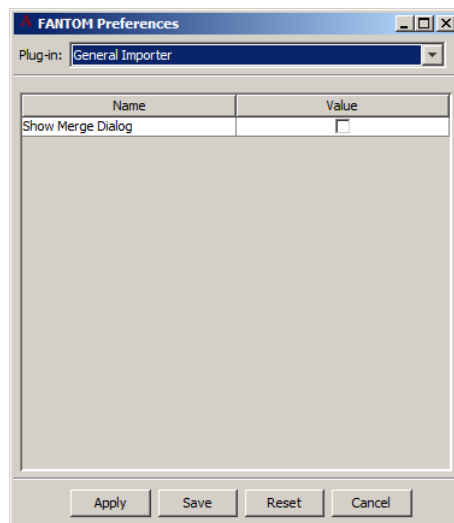 FANTOM Preferences
Plug-in: General Importer
Name Value
Show Merge Dialog
Apply Save Reset Cancel